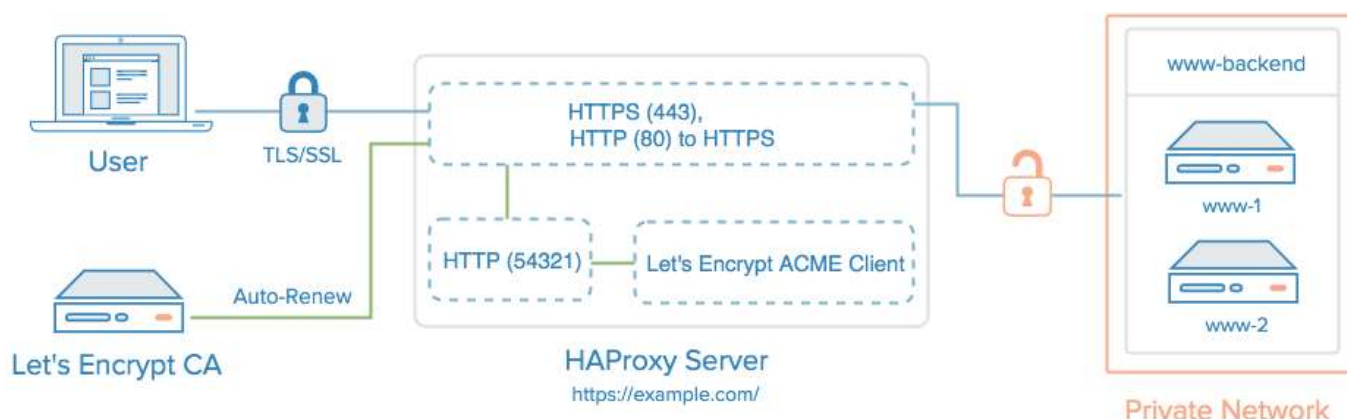 User
TLS/SSL
HTTPS (443),
HTTP (80) to HTTPS
HTTP (54321)
Let's Encrypt ACME Client
Auto-Renew
Let's Encrypt CA
HAProxy Server
https://example.com/
www-backend
www-1
www-2
Private Network